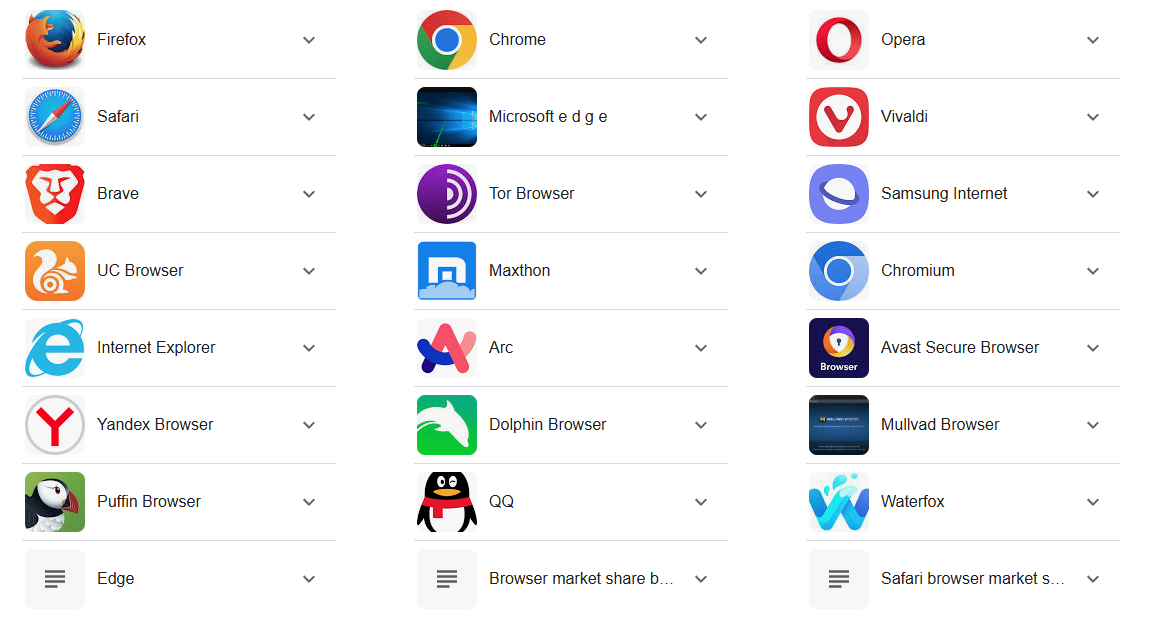 Firefox
Chrome
Opera
Safari
Microsoft e d g e
Vivaldi
Brave
Tor Browser
Samsung Internet
UC Browser
Maxthon
Chromium
Internet Explorer
Arc
Browser
Avast Secure Browser
Yandex Browser
Dolphin Browser
MULLVAD BROWSER
Mullvad Browser
Puffin Browser
QQ
Waterfox
Edge
Browser market share b...
Safari browser market s...